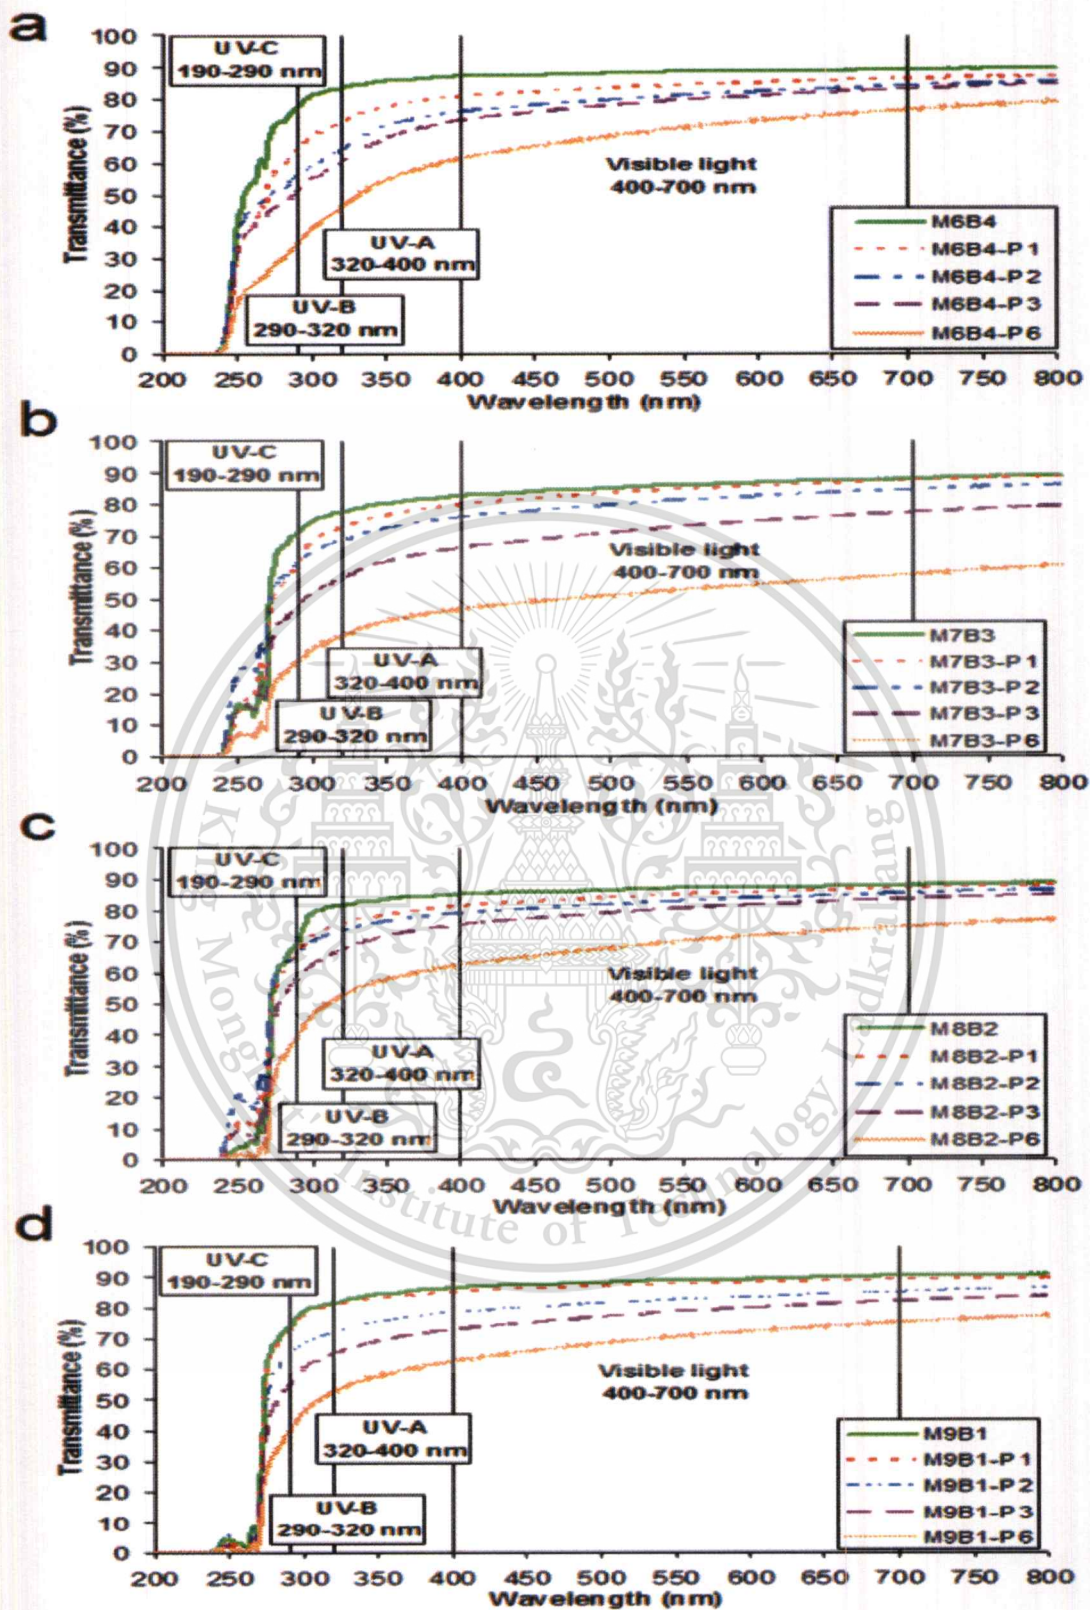 a
100
90
80
70
60
50
40
30
20
10
0
Transmittance (%)
UV-C
190-290 nm
UV-A
320-400 nm
UV-B
290-320 nm
Visible light
400-700 nm
M6B4
M6B4-P1
M6B4-P2
M6B4-P3
M6B4-P6
200 250 300 350 400 450 500 550 600 650 700 750 800
Wavelength (nm)
b
100
90
80
70
60
50
40
30
20
10
0
Transmittance (%)
UV-C
190-290 nm
UV-A
320-400 nm
UV-B
290-320 nm
Visible light
400-700 nm
M7B3
M7B3-P1
M7B3-P2
M7B3-P3
M7B3-P6
200 250 300 350 400 450 500 550 600 650 700 750 800
Wavelength (nm)
c
100
90
80
70
60
50
40
30
20
10
0
Transmittance (%)
UV-C
190-290 nm
UV-A
320-400 nm
UV-B
290-320 nm
Visible light
400-700 nm
M8B2
M8B2-P1
M8B2-P2
M8B2-P3
M8B2-P6
200 250 300 350 400 450 500 550 600 650 700 750 800
Wavelength (nm)
d
100
90
80
70
60
50
40
30
20
10
0
Transmittance (%)
UV-C
190-290 nm
UV-A
320-400 nm
UV-B
290-320 nm
Visible light
400-700 nm
M9B1
M9B1-P1
M9B1-P2
M9B1-P3
M9B1-P6
200 250 300 350 400 450 500 550 600 650 700 750 800
Wavelength (nm)
King Mongkut's Institute of Technology Ladkrabang